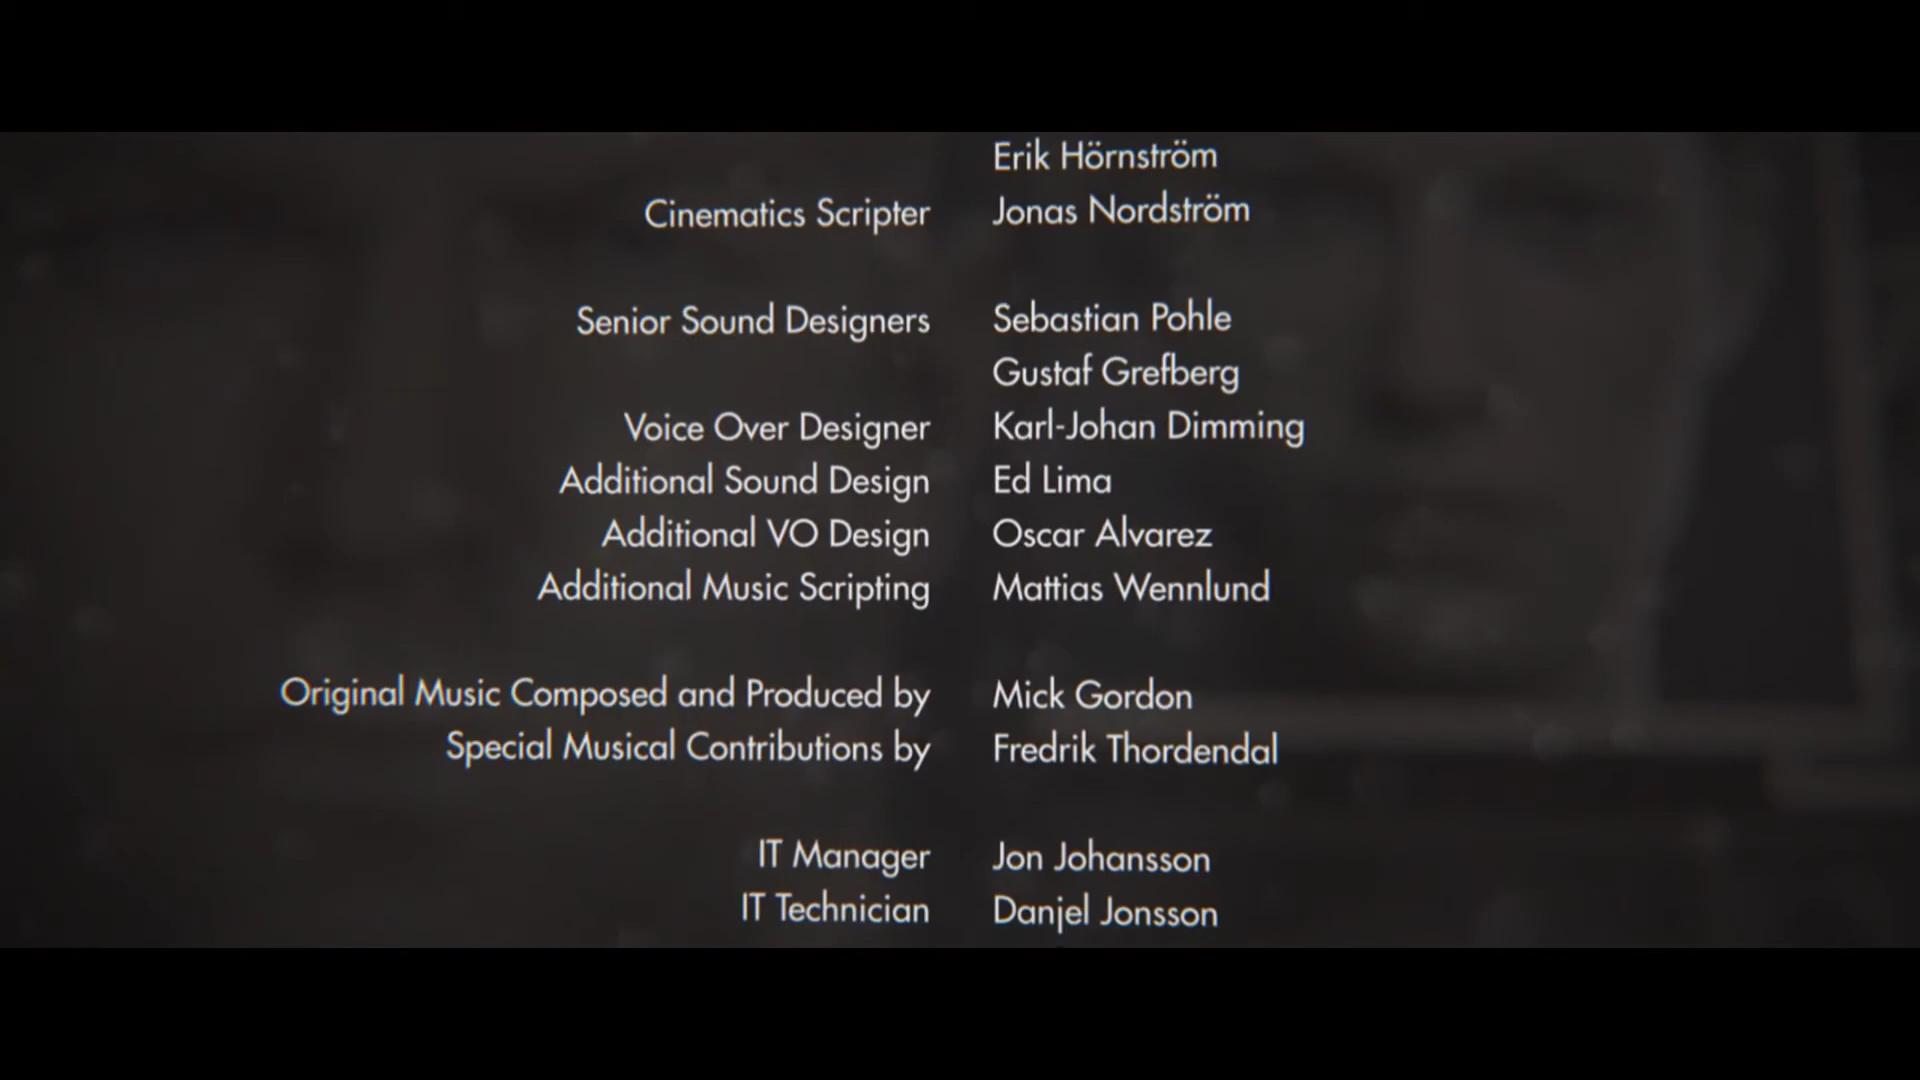 Erik Hörnström
Cinematics Scripter Jonas Nordström
Senior Sound Designers Sebastian Pohle
Gustaf Grefberg
Voice Over Designer Karl-Johan Dimming
Additional Sound Design Ed Lima
Additional VO Design Oscar Alvarez
Additional Music Scripting Mattias Wennlund
Original Music Composed and Produced by Mick Gordon
Special Musical Contributions by Fredrik Thordendal
IT Manager Jon Johansson
IT Technician Danjel Jonsson